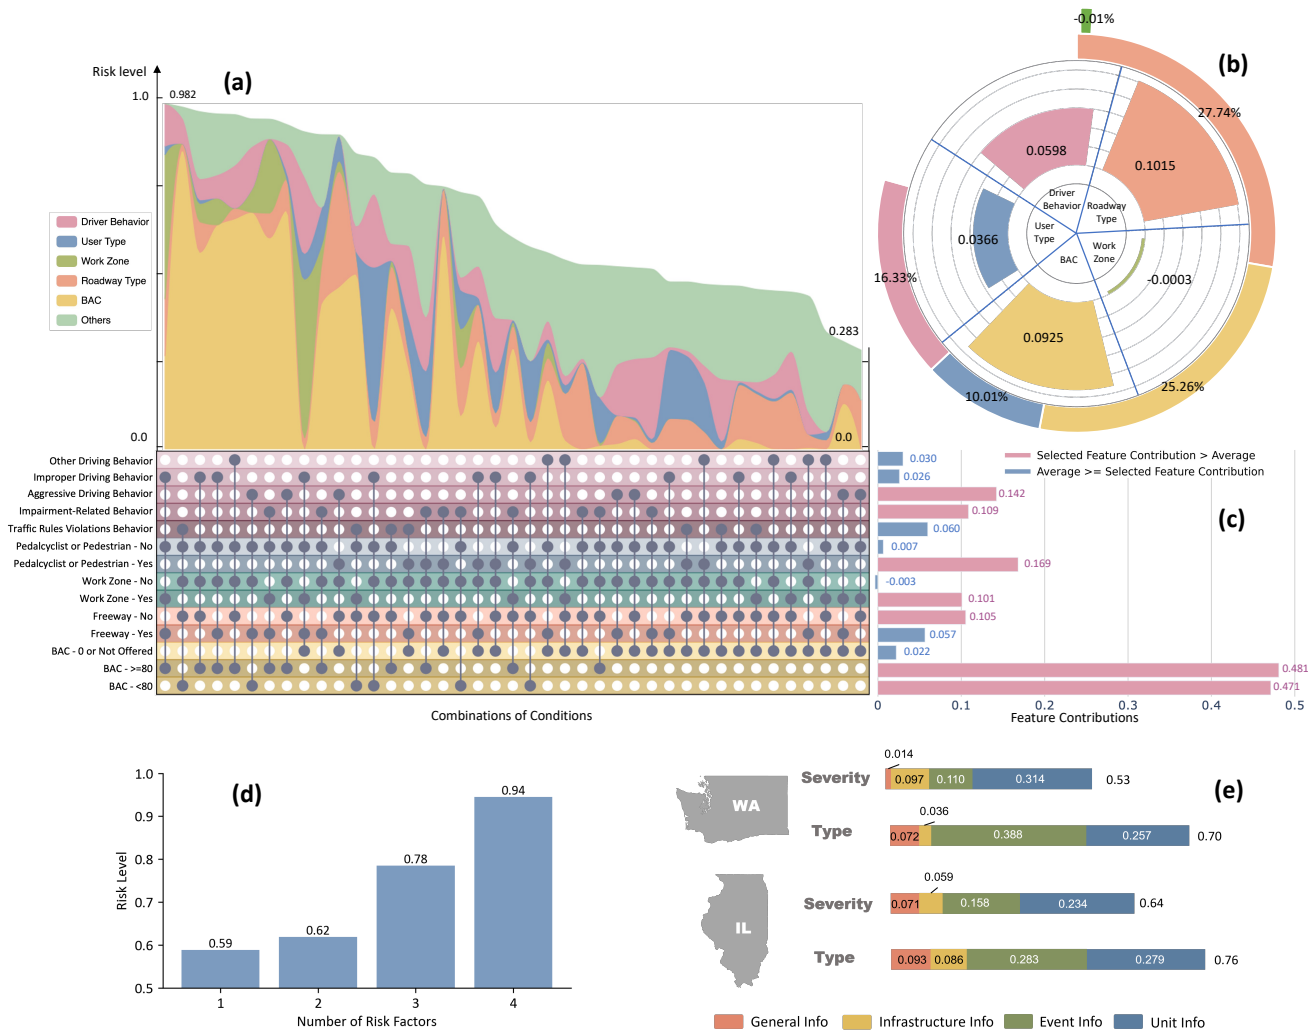 (a)
Risk level
1.0
0.982
0.283
0.0
0.0
Driver Behavior
User Type
Work Zone
Roadway Type
BAC
Others
Other Driving Behavior
Improper Driving Behavior
Aggressive Driving Behavior
Impairment-Related Behavior
Traffic Rules Violations Behavior
Pedalcyclist or Pedestrian - No
Pedalcyclist or Pedestrian - Yes
Work Zone - No
Work Zone - Yes
Freeway - No
Freeway - Yes
BAC - 0 or Not Offered
BAC - >=80
BAC - <80
Combinations of Conditions
(b)
-0.01%
27.74%
25.26%
10.01%
16.33%
0.0598
0.1015
0.0366
-0.0003
0.0925
Driver
Behavior
Roadway
Type
User
Type
Work
Zone
BAC
(c)
Selected Feature Contribution > Average
Average >= Selected Feature Contribution
0.030
0.026
0.142
0.109
0.060
0.007
0.169
-0.003
0.101
0.105
0.057
0.022
0.481
0.471
0
0.1
0.2
0.3
0.4
0.5
Feature Contributions
(d)
Risk Level
1.0
0.9
0.8
0.7
0.6
0.5
0.59
0.62
0.78
0.94
1
2
3
4
Number of Risk Factors
(e)
WA
Severity
0.014
0.097
0.110
0.314
0.53
Type
0.072
0.036
0.388
0.257
0.70
IL
Severity
0.071
0.059
0.158
0.234
0.64
Type
0.093
0.086
0.283
0.279
0.76
General Info
Infrastructure Info
Event Info
Unit Info